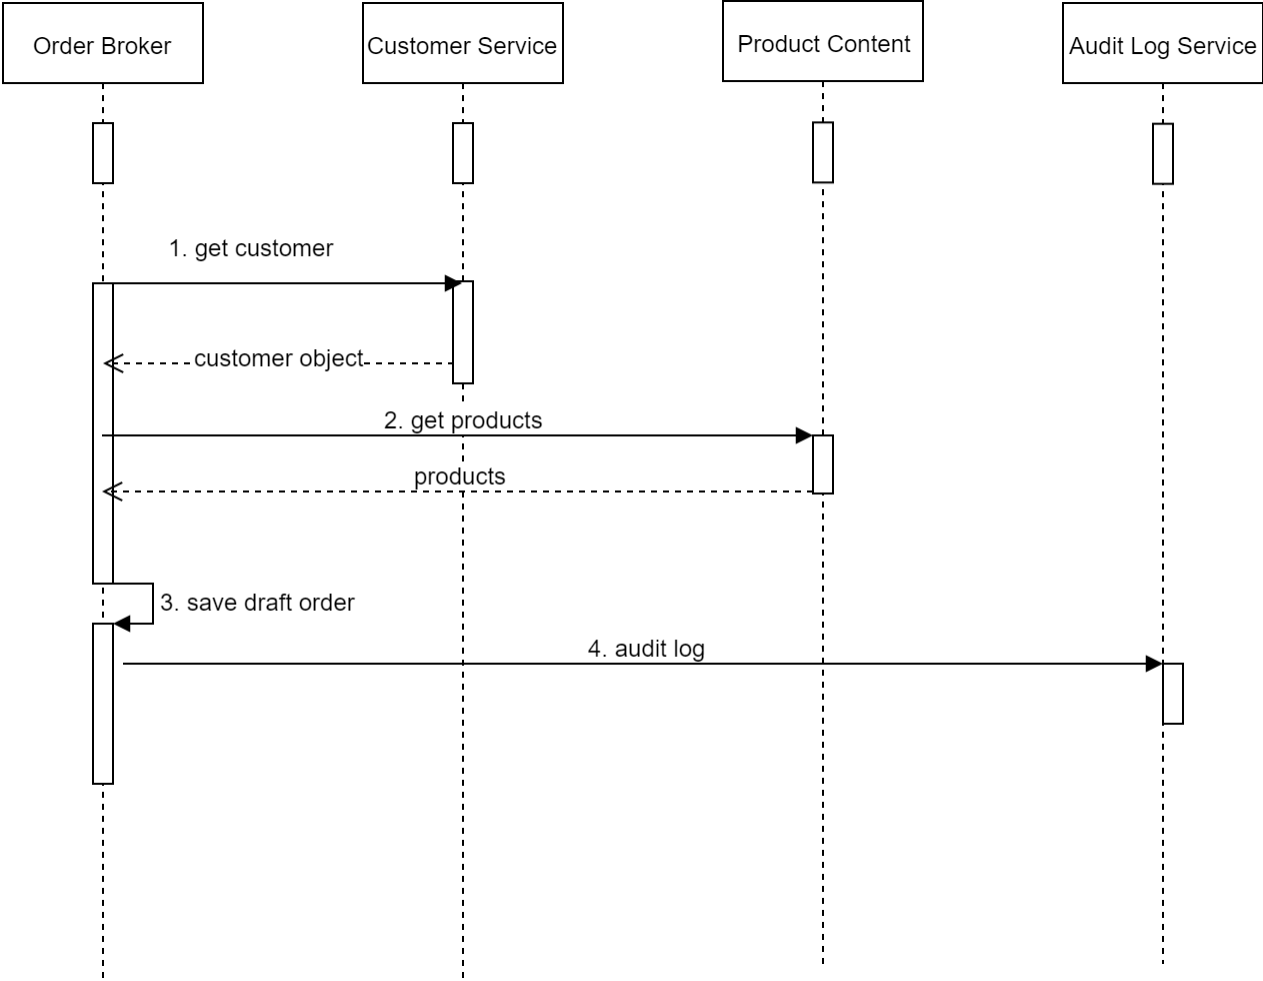 Order Broker
Customer Service
Product Content
Audit Log Service
1. get customer
customer object
2. get products
products
3. save draft order
4. audit log